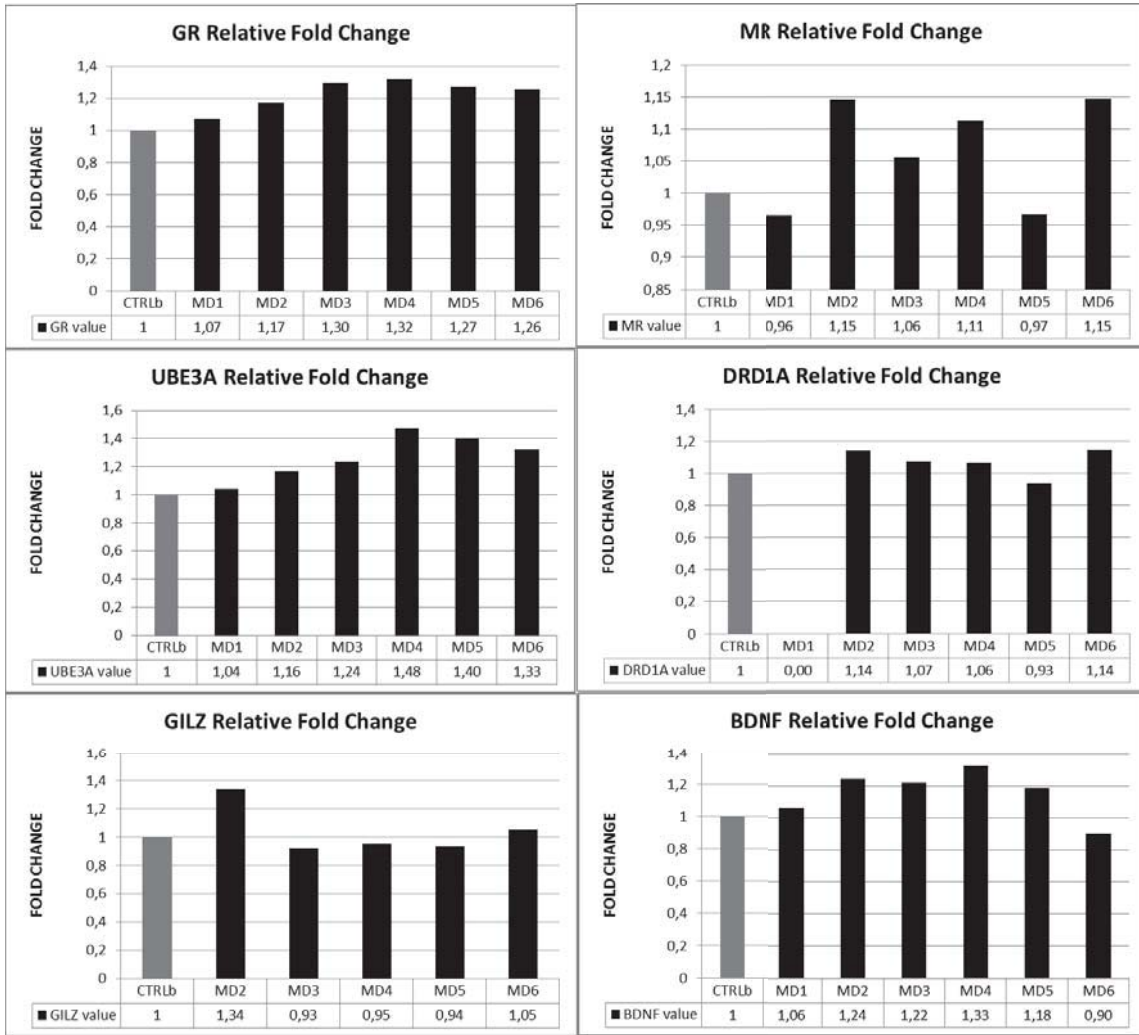 GR Relative Fold Change
FOLD CHANGE
1,4
1,2
1
0,8
0,6
0,4
0,2
0
CTRLb MD1 MD2 MD3 MD4 MD5 MD6
GR value 1 1,07 1,17 1,30 1,32 1,27 1,26
MR Relative Fold Change
FOLD CHANGE
1,2
1,15
1,1
1,05
1
0,95
0,9
0,85
CTRLb MD1 MD2 MD3 MD4 MD5 MD6
MR value 1 0,96 1,15 1,06 1,11 0,97 1,15
UBE3A Relative Fold Change
FOLD CHANGE
1,6
1,4
1,2
1
0,8
0,6
0,4
0,2
0
CTRLb MD1 MD2 MD3 MD4 MD5 MD6
UBE3A value 1 1,04 1,16 1,24 1,48 1,40 1,33
DRD1A Relative Fold Change
FOLD CHANGE
1,4
1,2
1
0,8
0,6
0,4
0,2
0
CTRLb MD1 MD2 MD3 MD4 MD5 MD6
DRD1A value 1 0,00 1,14 1,07 1,06 0,93 1,14
GILZ Relative Fold Change
FOLD CHANGE
1,6
1,4
1,2
1
0,8
0,6
0,4
0,2
0
CTRLb MD2 MD3 MD4 MD5 MD6
GILZ value 1 1,34 0,93 0,95 0,94 1,05
BDNF Relative Fold Change
FOLD CHANGE
1,4
1,2
1
0,8
0,6
0,4
0,2
0
CTRLb MD1 MD2 MD3 MD4 MD5 MD6
BDNF value 1 1,06 1,24 1,22 1,33 1,18 0,90